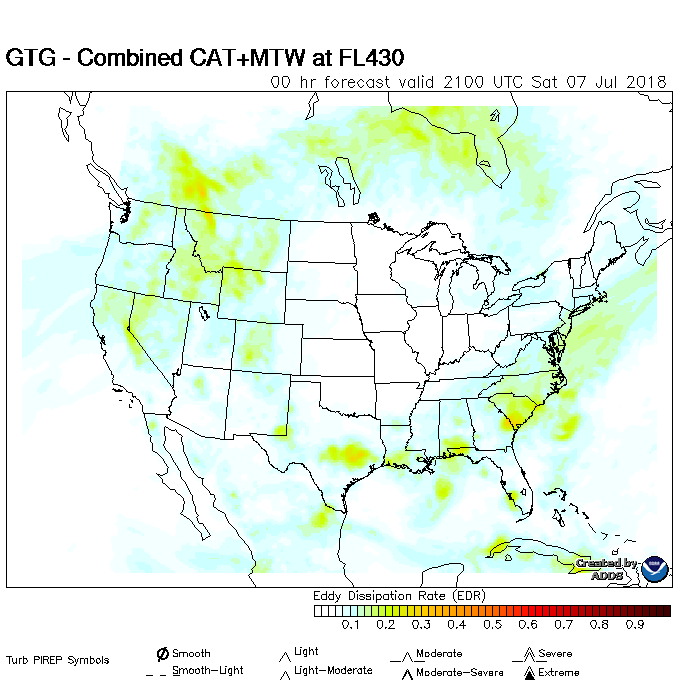 GTG - Combined CAT+MTW at FL430
00 hr forecast valid 2100 UTC Sat 07 Jul 2018
Created by
ADDS
Eddy Dissipation Rate (EDR)
0.1 0.2 0.3 0.4 0.5 0.6 0.7 0.8 0.9
Turb PIREP Symbols
Smooth Light Moderate Severe
Smooth-Light Light-Moderate Moderate-Severe Extreme